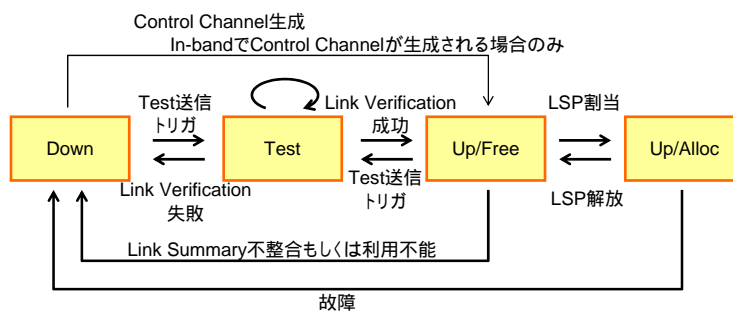 Control Channel生成
In-bandでControl Channelが生成される場合のみ
Test送信
トリガ
Link Verification
成功
LSP割当
Down
Test
Up/Free
Up/Alloc
Link Verification
失敗
Test送信
トリガ
LSP解放
Link Summary不整合もしくは利用不能
故障